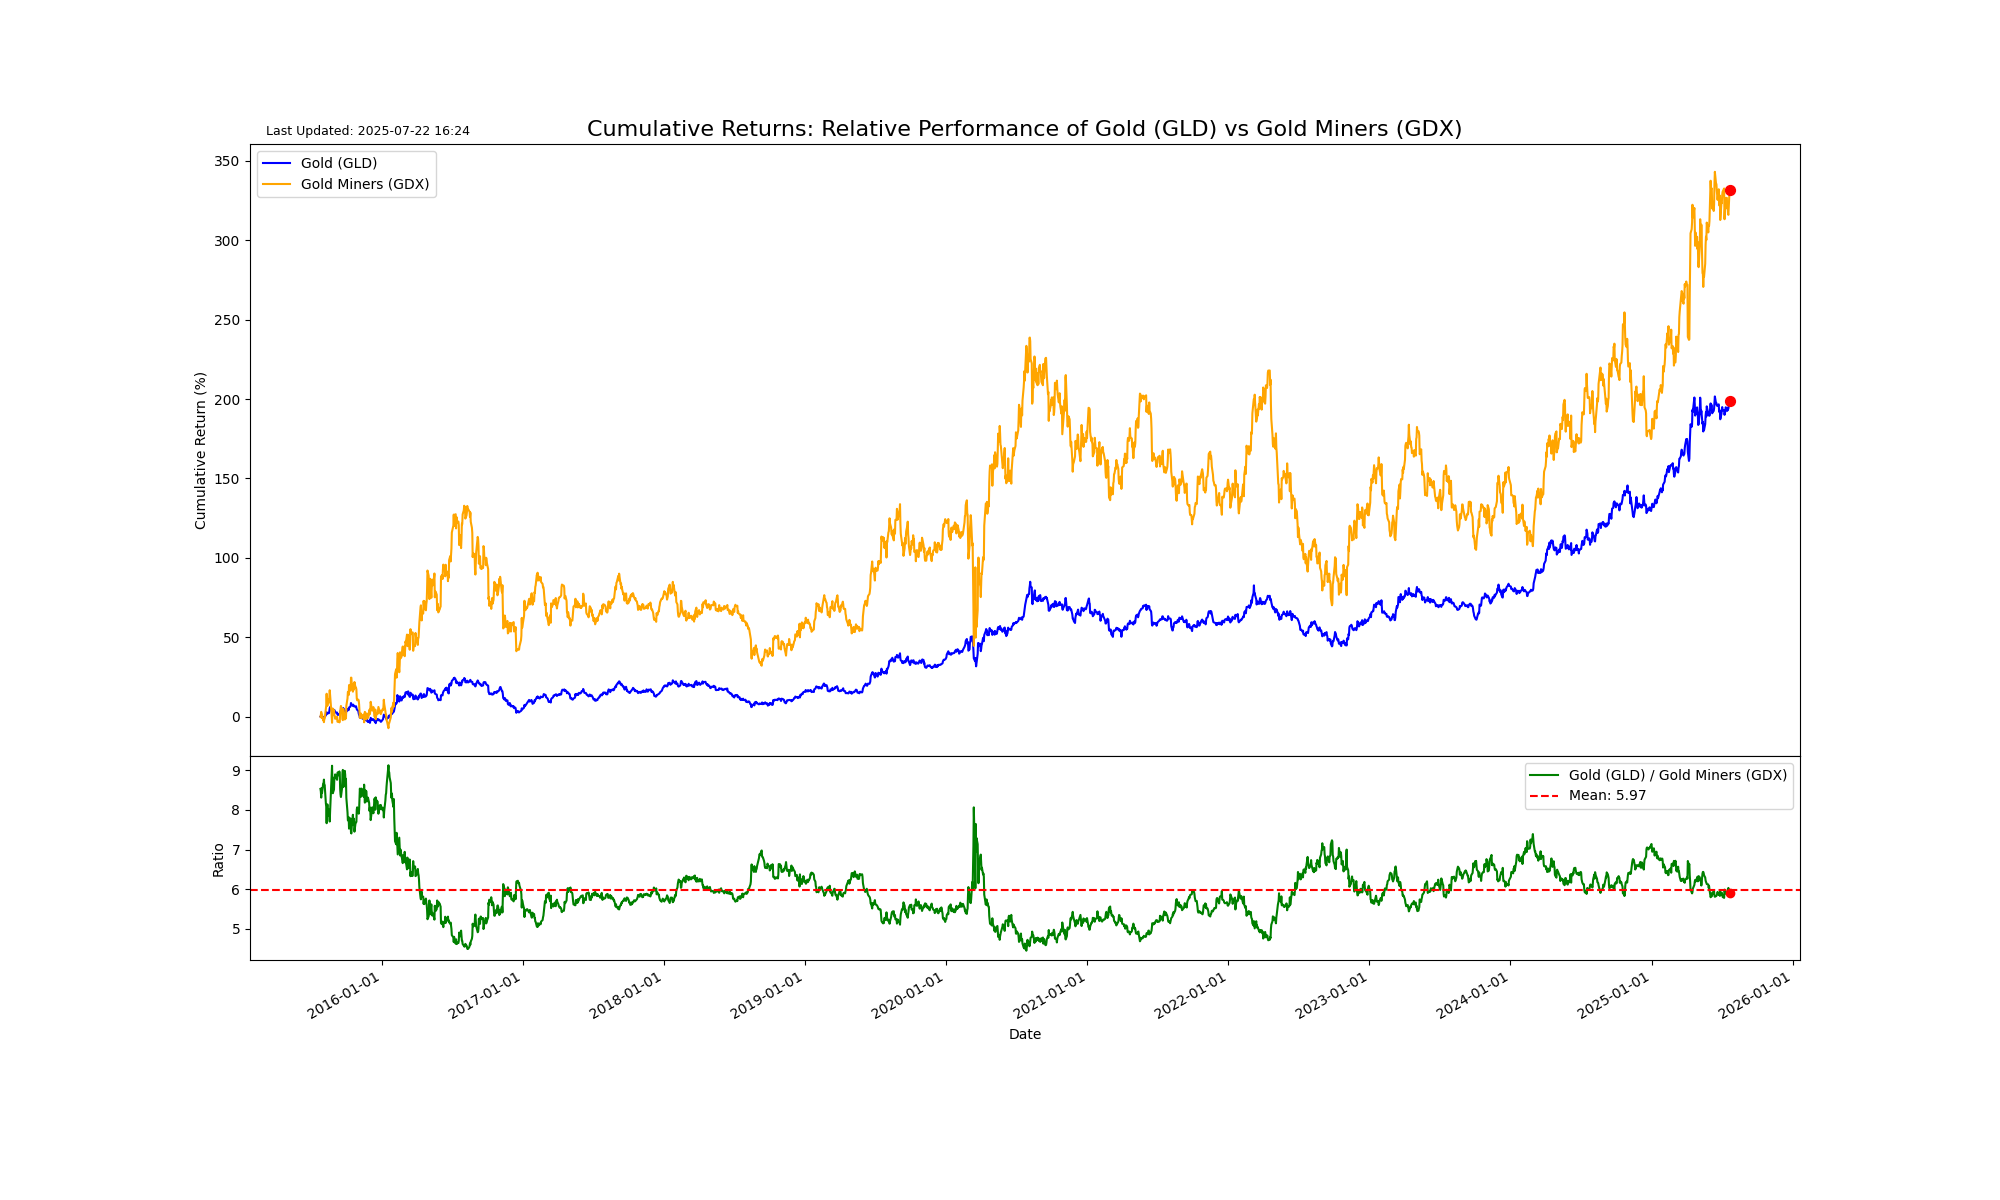 Last Updated: 2025-07-22 16:24
Cumulative Returns: Relative Performance of Gold (GLD) vs Gold Miners (GDX)
Gold (GLD)
Gold Miners (GDX)
350
300
250
200
150
100
50
0
Cumulative Return (%)
Gold (GLD) / Gold Miners (GDX)
Mean: 5.97
9
8
7
6
5
Ratio
2016-01-01
2017-01-01
2018-01-01
2019-01-01
2020-01-01
2021-01-01
2022-01-01
2023-01-01
2024-01-01
2025-01-01
2026-01-01
Date